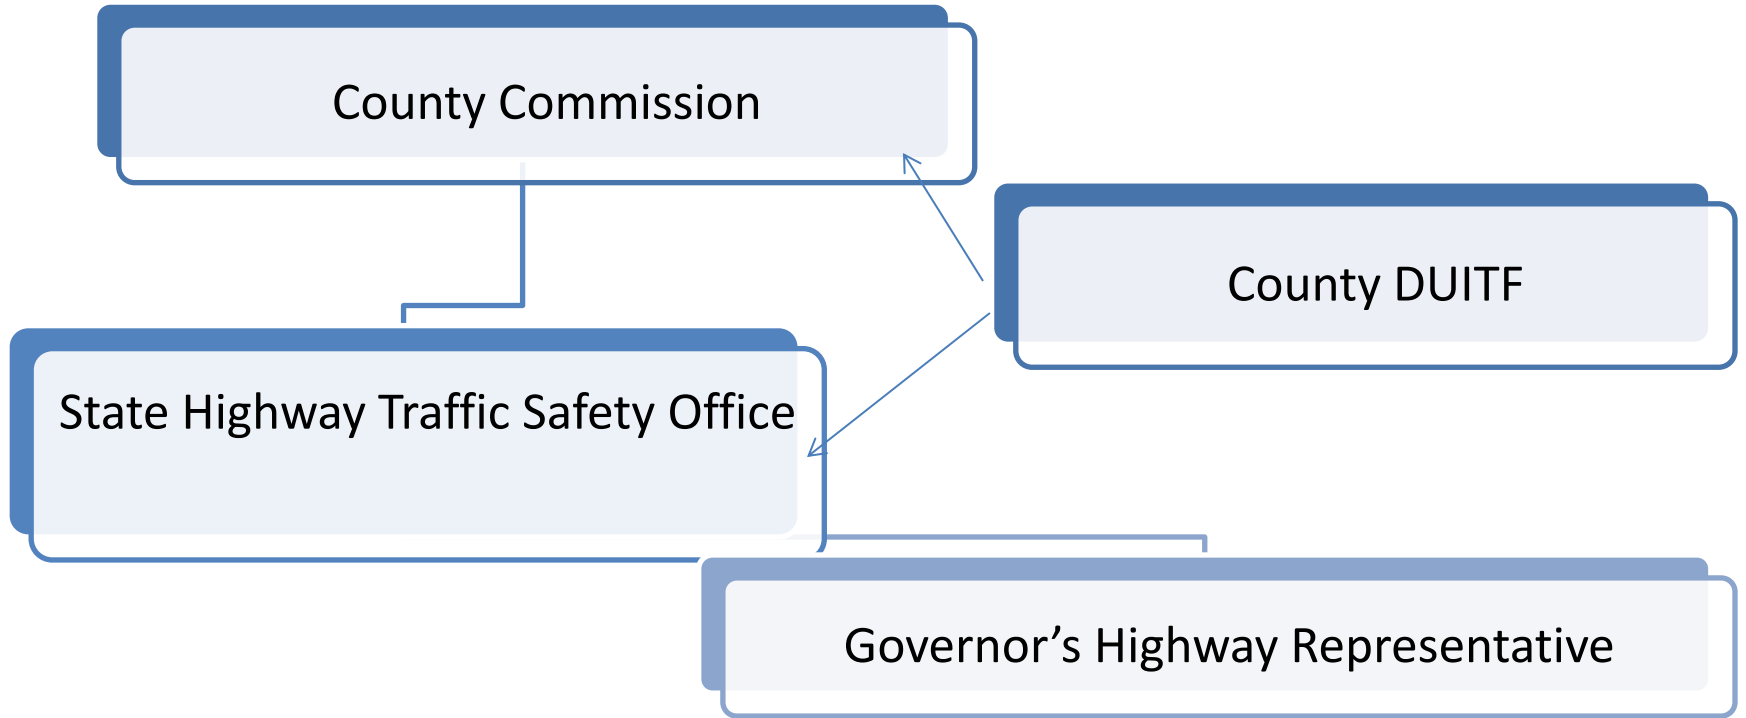 County Commission
County DUITF
State Highway Traffic Safety Office
Governor’s Highway Representative